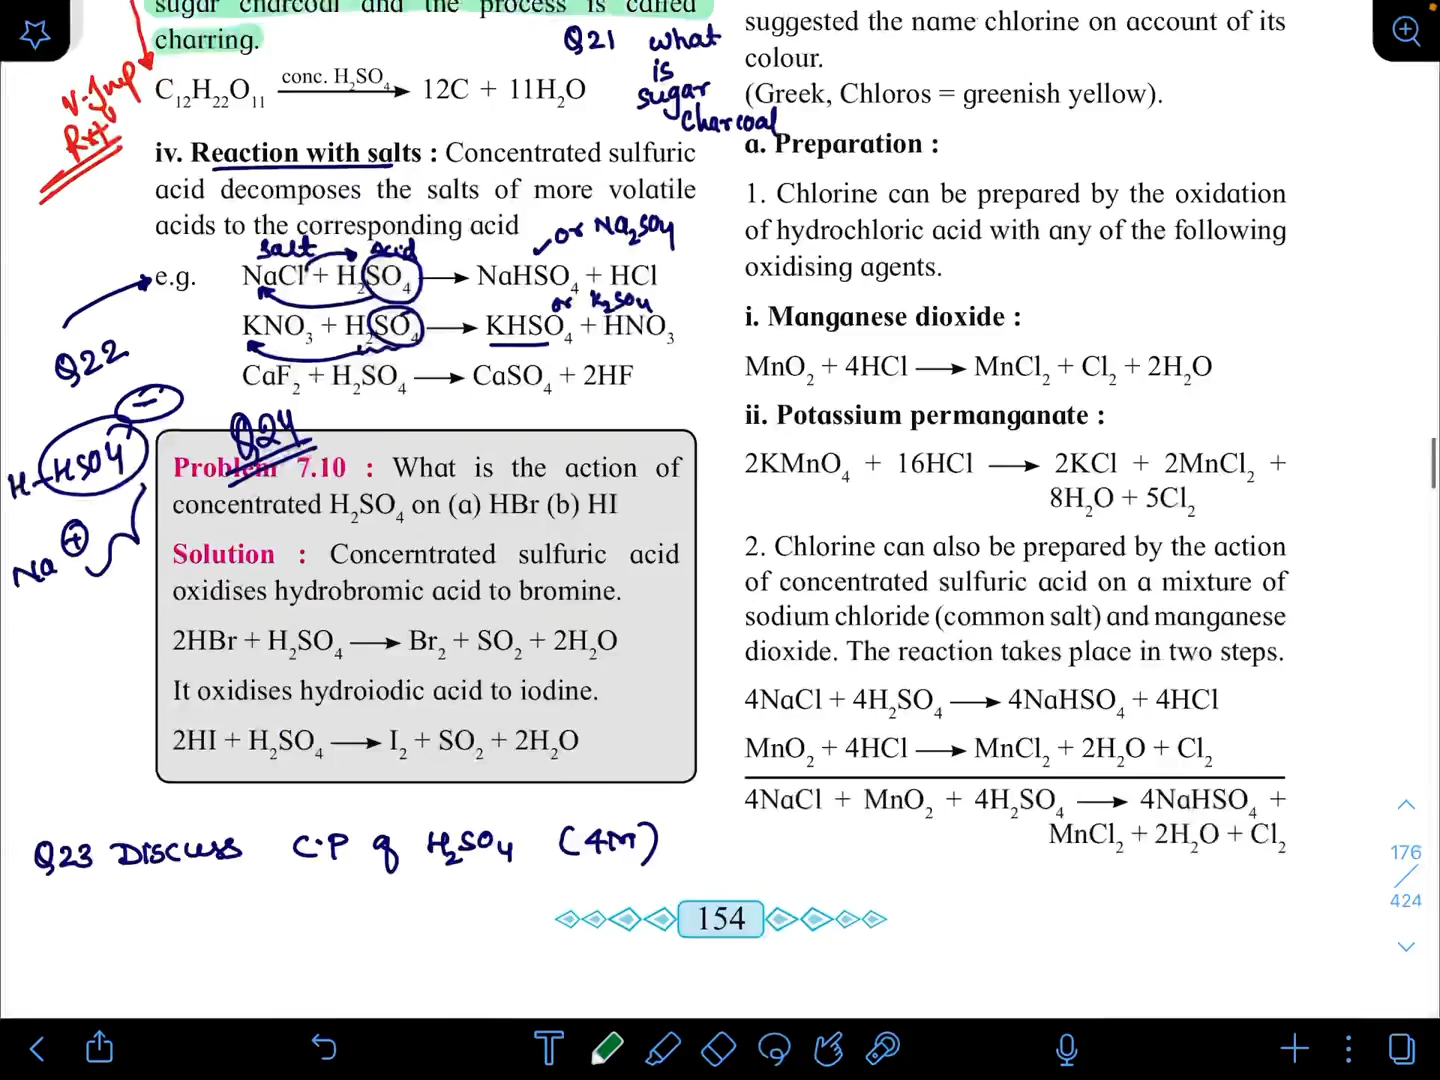 sugar charcoal and the process is called
charring.
Q21 what
is
sugar
charcoal
V. Imp
Rxt
C₁₂H₂₂O₁₁ conc. H₂SO₄ → 12C + 11H₂O
iv. Reaction with salts : Concentrated sulfuric
acid decomposes the salts of more volatile
acids to the corresponding acid
Salt Acid or Na₂SO₄
e.g. NaCl + H₂SO₄ → NaHSO₄ + HCl
or K₂SO₄
KNO₃ + H₂SO₄ → KHSO₄ + HNO₃
CaF₂ + H₂SO₄ → CaSO₄ + 2HF
Q22
H-HSO₄ −
Na +
Q24
Problem 7.10 : What is the action of
concentrated H₂SO₄ on (a) HBr (b) HI
Solution : Concerntrated sulfuric acid
oxidises hydrobromic acid to bromine.
2HBr + H₂SO₄ → Br₂ + SO₂ + 2H₂O
It oxidises hydroiodic acid to iodine.
2HI + H₂SO₄ → I₂ + SO₂ + 2H₂O
Q23 Discuss C.P of H₂SO₄ (4M)
suggested the name chlorine on account of its
colour.
(Greek, Chloros = greenish yellow).
a. Preparation :
1. Chlorine can be prepared by the oxidation
of hydrochloric acid with any of the following
oxidising agents.
i. Manganese dioxide :
MnO₂ + 4HCl → MnCl₂ + Cl₂ + 2H₂O
ii. Potassium permanganate :
2KMnO₄ + 16HCl → 2KCl + 2MnCl₂ +
8H₂O + 5Cl₂
2. Chlorine can also be prepared by the action
of concentrated sulfuric acid on a mixture of
sodium chloride (common salt) and manganese
dioxide. The reaction takes place in two steps.
4NaCl + 4H₂SO₄ → 4NaHSO₄ + 4HCl
MnO₂ + 4HCl → MnCl₂ + 2H₂O + Cl₂
4NaCl + MnO₂ + 4H₂SO₄ → 4NaHSO₄ +
MnCl₂ + 2H₂O + Cl₂
154
176
424
T